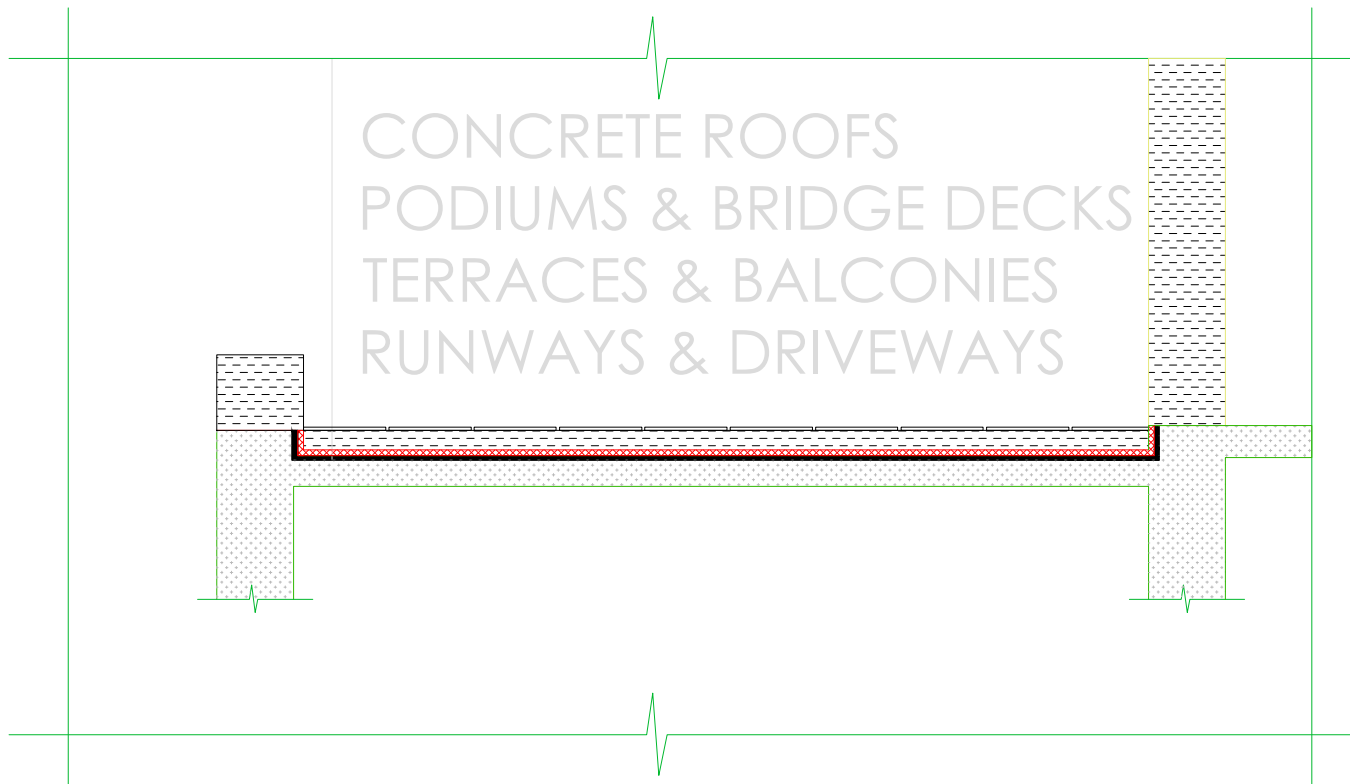 CONCRETE ROOFS
PODIUMS & BRIDGE DECKS
TERRACES & BALCONIES
RUNWAYS & DRIVEWAYS